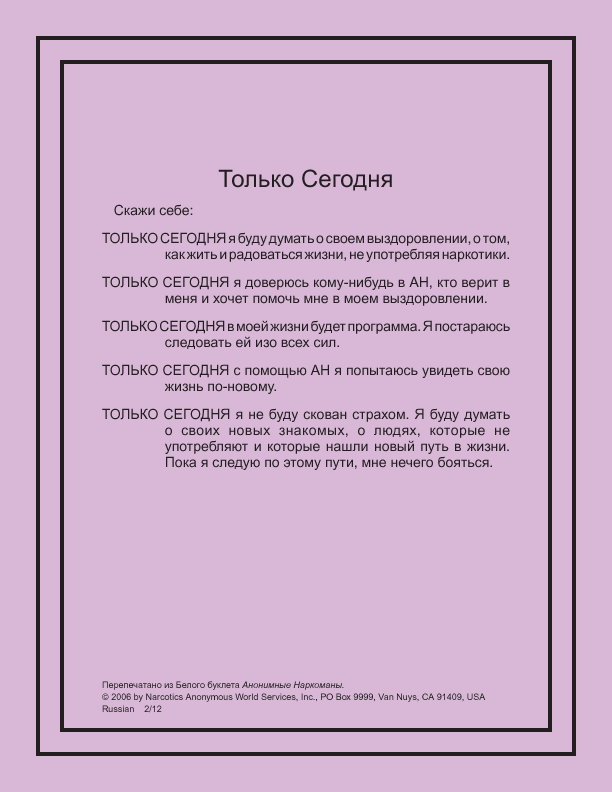 Только Сегодня
Скажи себе:
ТОЛЬКО СЕГОДНЯ я буду думать о своем выздоровлении, о том,
как жить и радоваться жизни, не употребляя наркотики.
ТОЛЬКО СЕГОДНЯ я доверюсь кому-нибудь в АН, кто верит в
меня и хочет помочь мне в моем выздоровлении.
ТОЛЬКО СЕГОДНЯ в моей жизни будет программа. Я постараюсь
следовать ей изо всех сил.
ТОЛЬКО СЕГОДНЯ с помощью АН я попытаюсь увидеть свою
жизнь по-новому.
ТОЛЬКО СЕГОДНЯ я не буду скован страхом. Я буду думать
о своих новых знакомых, о людях, которые не
употребляют и которые нашли новый путь в жизни.
Пока я следую по этому пути, мне нечего бояться.
Перепечатано из Белого буклета Анонимные Наркоманы.
© 2006 by Narcotics Anonymous World Services, Inc., PO Box 9999, Van Nuys, CA 91409, USA
Russian 2/12